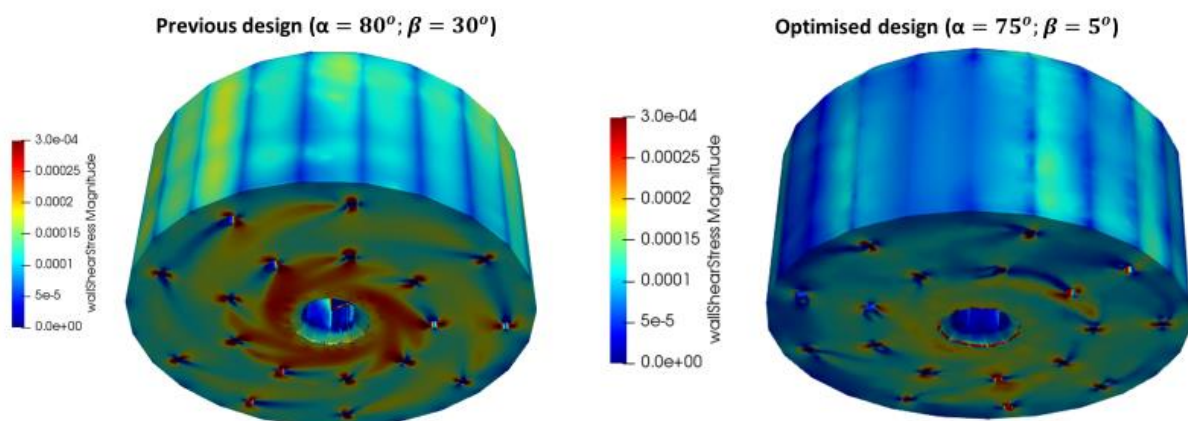 Previous design (α = 80°; β = 30°)
Optimised design (α = 75°; β = 5°)
3.0e-04
0.00025
0.0002
0.00015
0.0001
5e-5
0.0e+00
wallShearStress Magnitude
3.0e-04
0.00025
0.0002
0.00015
0.0001
5e-5
0.0e+00
wallShearStress Magnitude